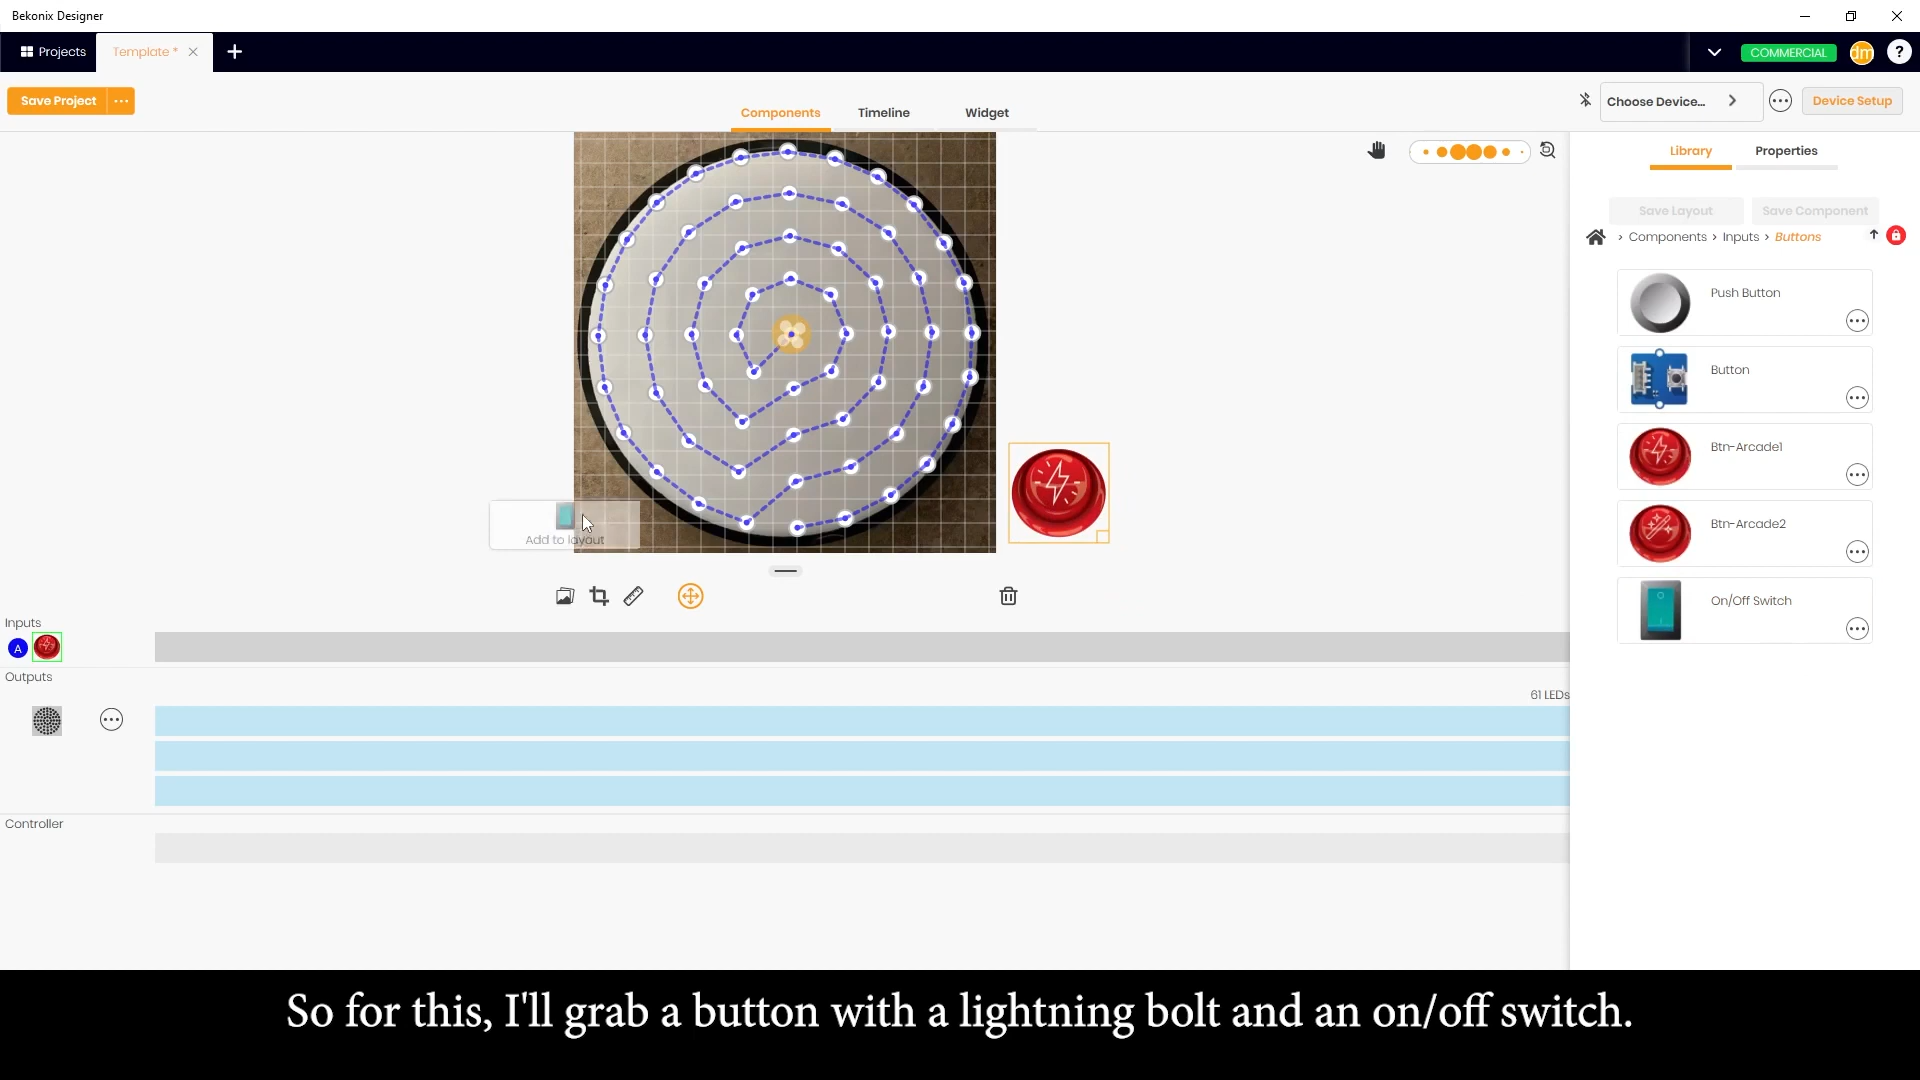 Bekonix Designer
Projects
Template *
COMMERCIAL
dm
?
Save Project
Components
Timeline
Widget
Choose Device...
Device Setup
Library
Properties
Save Layout
Save Component
› Components › Inputs › Buttons
Push Button
Button
Btn-Arcade1
Btn-Arcade2
On/Off Switch
Add to layout
Inputs
A
Outputs
61 LEDs
Controller
So for this, I'll grab a button with a lightning bolt and an on/off switch.